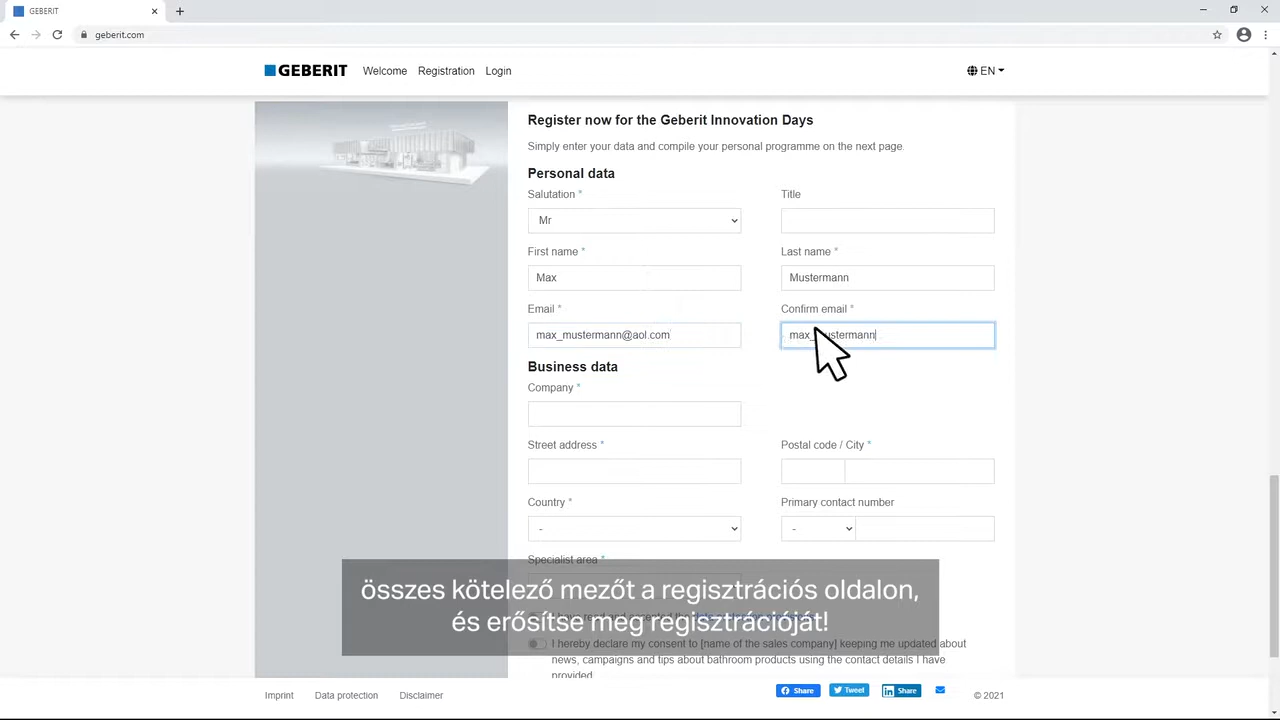 GEBERIT
geberit.com
GEBERIT Welcome Registration Login
EN
Register now for the Geberit Innovation Days
Simply enter your data and compile your personal programme on the next page.
Personal data
Salutation * Title
Mr
First name * Last name *
Max Mustermann
Email * Confirm email *
max_mustermann@aol.com max_mustermann
Business data
Company *
Street address * Postal code / City *
Country * Primary contact number
- -
Specialist area *
összes kötelező mezőt a regisztrációs oldalon,
és erősítse meg regisztrációját!
I hereby declare my consent to [name of the sales company] keeping me updated about
news, campaigns and tips about bathroom products using the contact details I have
provided
Imprint Data protection Disclaimer Share Tweet Share © 2021